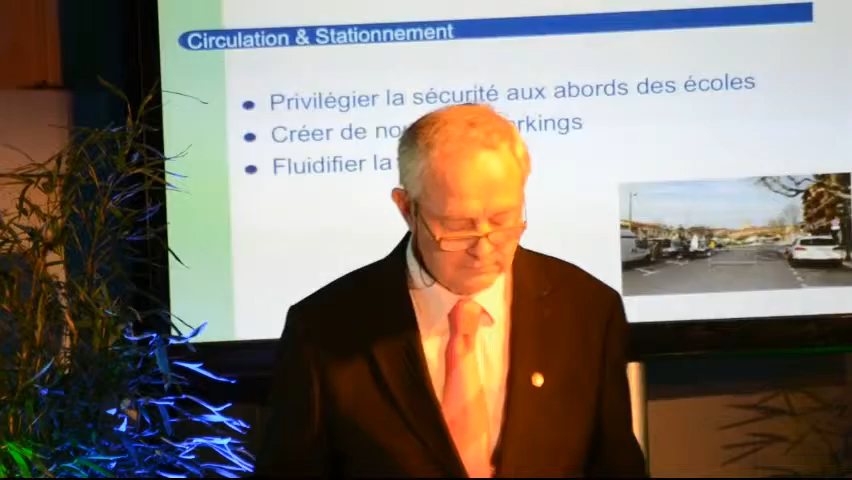 Circulation & Stationnement
Privilégier la sécurité aux abords des écoles
Créer de
Fluidifier la